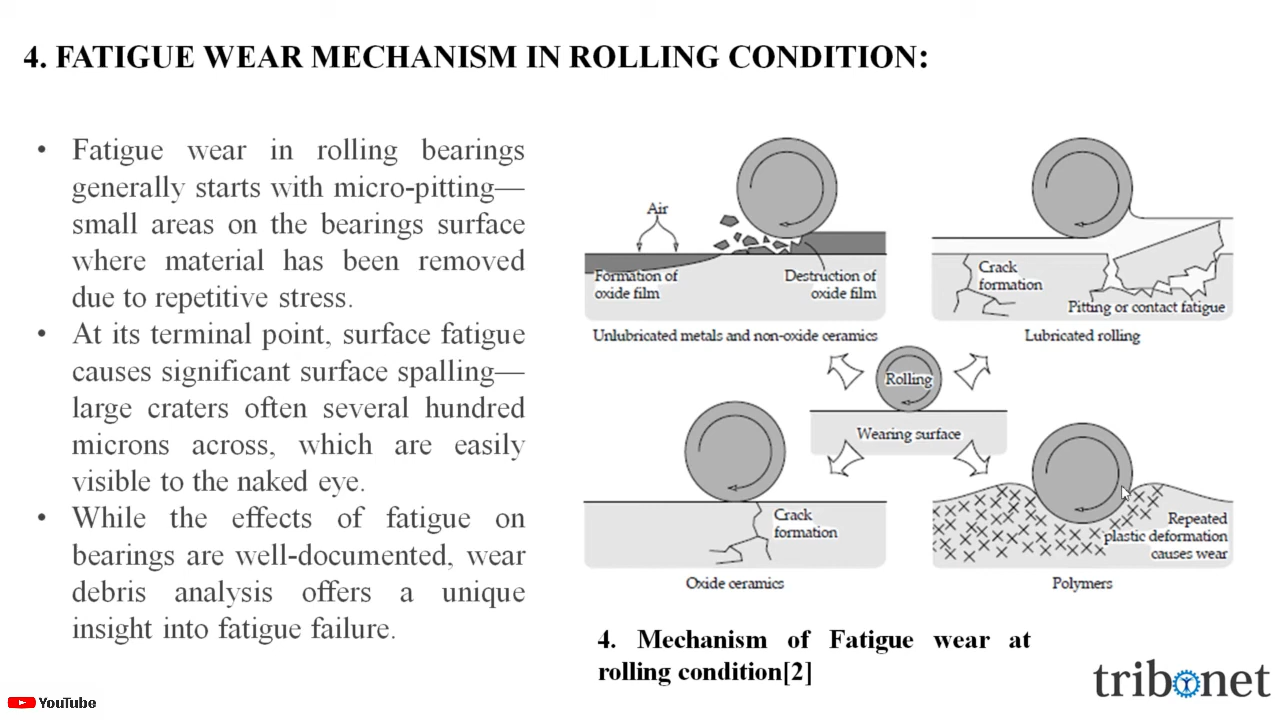 4. FATIGUE WEAR MECHANISM IN ROLLING CONDITION:
• Fatigue wear in rolling bearings
generally starts with micro-pitting—
small areas on the bearings surface
where material has been removed
due to repetitive stress.
• At its terminal point, surface fatigue
causes significant surface spalling—
large craters often several hundred
microns across, which are easily
visible to the naked eye.
• While the effects of fatigue on
bearings are well-documented, wear
debris analysis offers a unique
insight into fatigue failure.
Air
Formation of
oxide film
Destruction of
oxide film
Unlubricated metals and non-oxide ceramics
Crack
formation
Pitting or contact fatigue
Lubricated rolling
Rolling
Wearing surface
Crack
formation
Oxide ceramics
Repeated
plastic deformation
causes wear
Polymers
4. Mechanism of Fatigue wear at
rolling condition[2]
tribonet
YouTube